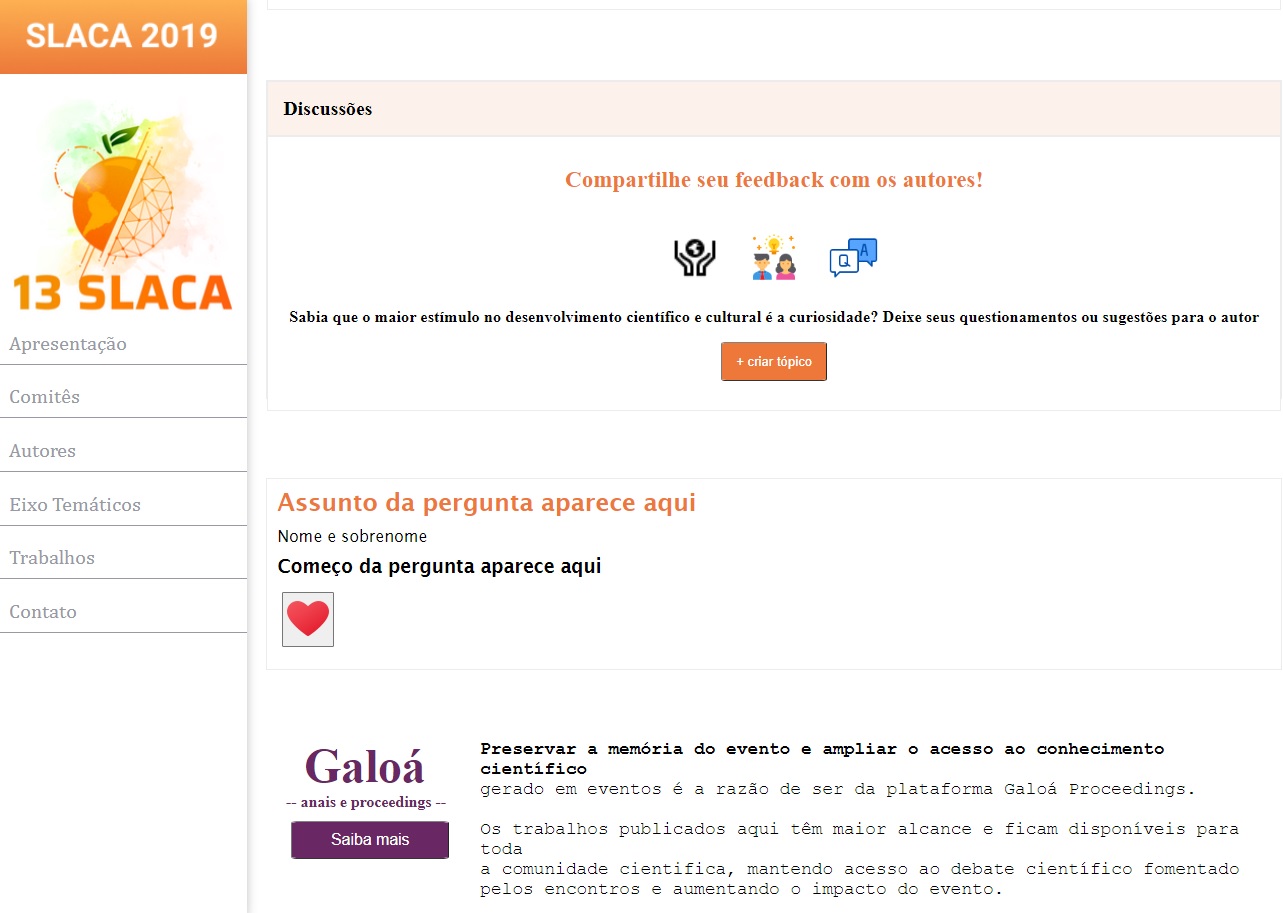 SLACA 2019
13 SLACA
Apresentação
Comitês
Autores
Eixo Temáticos
Trabalhos
Contato
Discussões
Compartilhe seu feedback com os autores!
Q
A
Sabia que o maior estímulo no desenvolvimento científico e cultural é a curiosidade? Deixe seus questionamentos ou sugestões para o autor
+ criar tópico
Assunto da pergunta aparece aqui
Nome e sobrenome
Começo da pergunta aparece aqui
Galoá
-- anais e proceedings --
Saiba mais
Preservar a memória do evento e ampliar o acesso ao conhecimento
científico
gerado em eventos é a razão de ser da plataforma Galoá Proceedings.
Os trabalhos publicados aqui têm maior alcance e ficam disponíveis para
toda
a comunidade cientifica, mantendo acesso ao debate científico fomentado
pelos encontros e aumentando o impacto do evento.